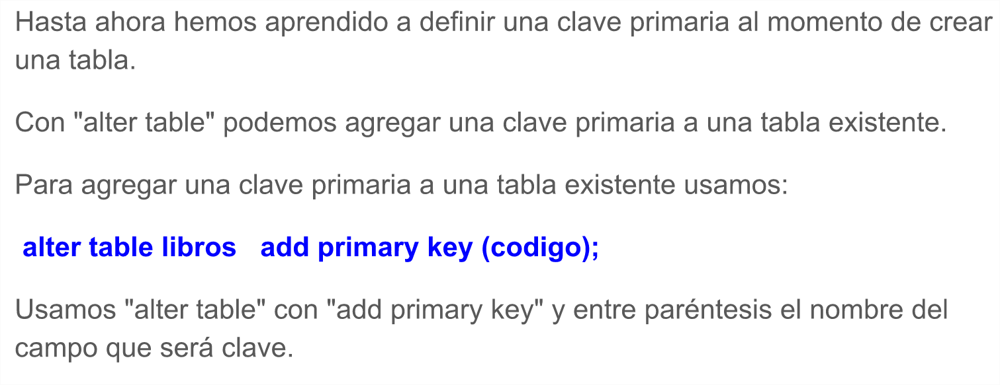 Hasta ahora hemos aprendido a definir una clave primaria al momento de crear
una tabla.
Con "alter table" podemos agregar una clave primaria a una tabla existente.
Para agregar una clave primaria a una tabla existente usamos:
alter table libros   add primary key (codigo);
Usamos "alter table" con "add primary key" y entre paréntesis el nombre del
campo que será clave.